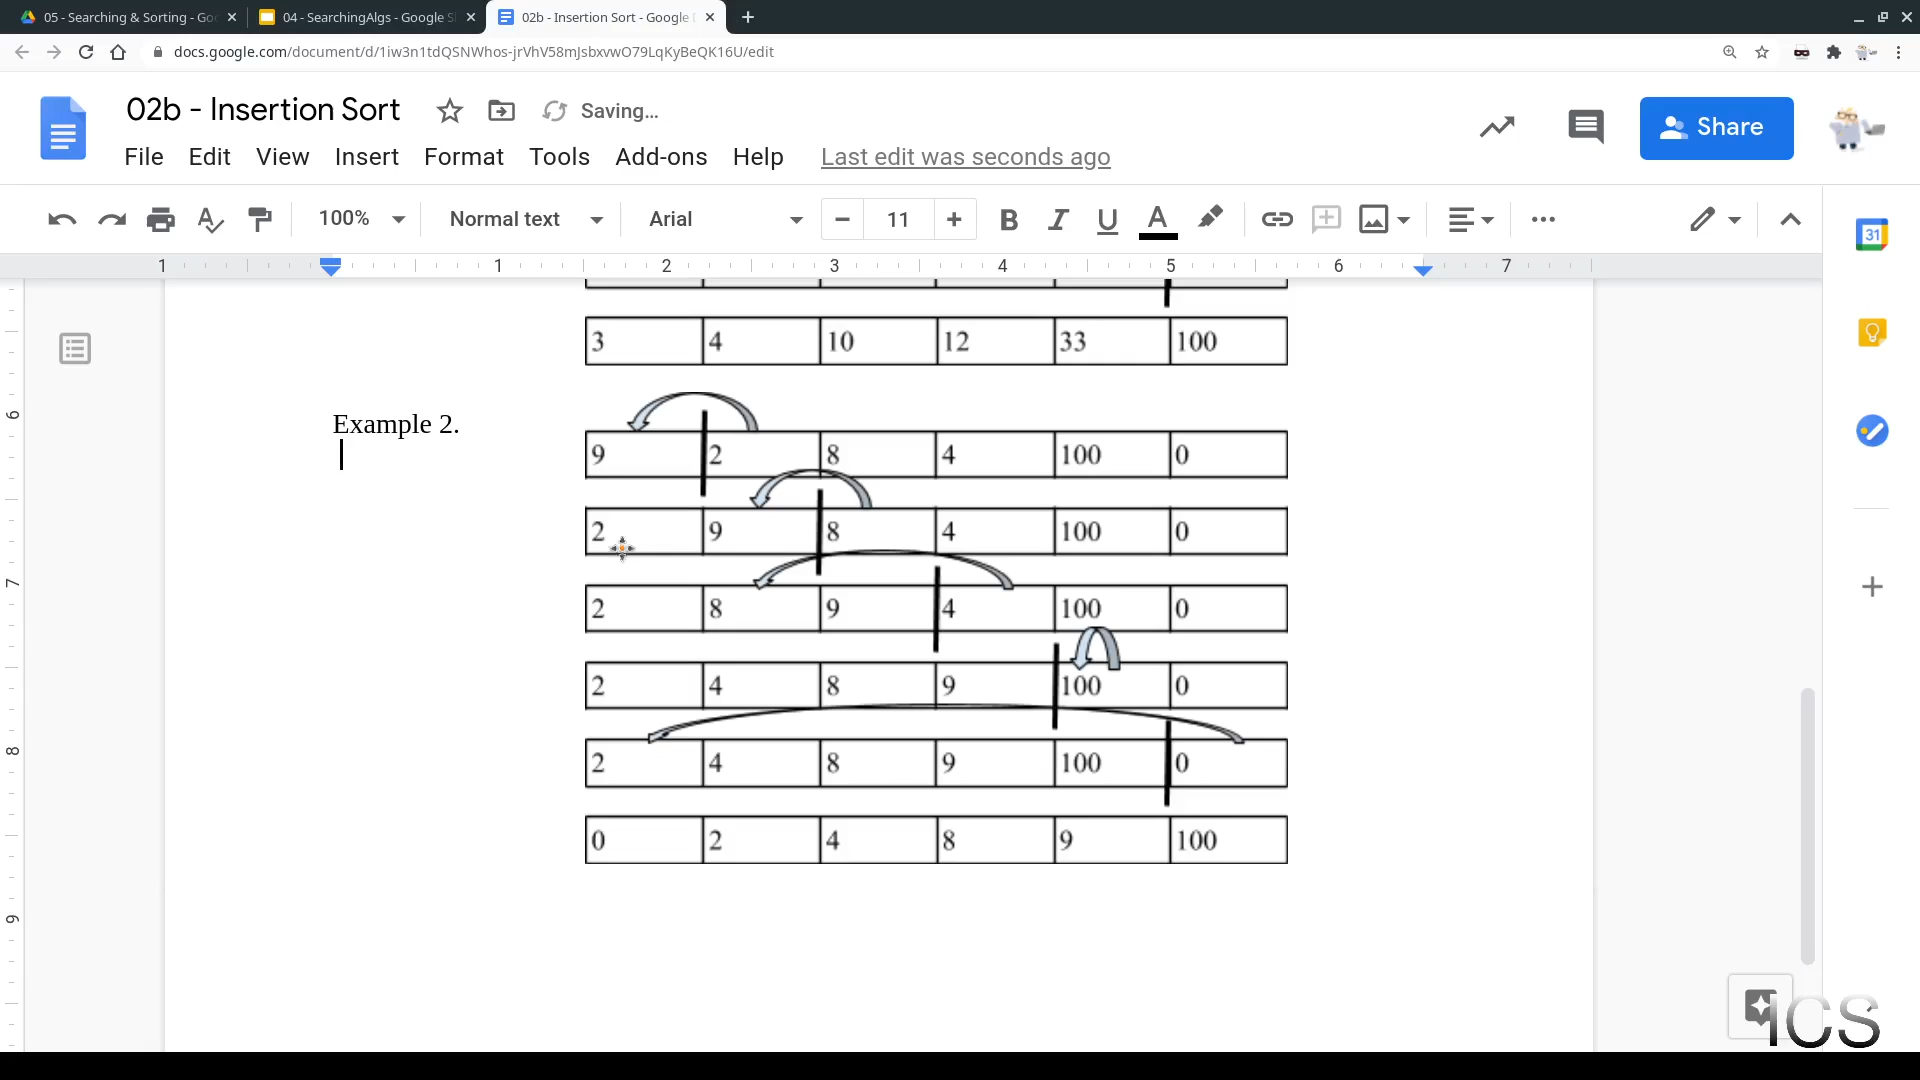 05 - Searching & Sorting - Go
04 - SearchingAlgs - Google S
02b - Insertion Sort - Google
docs.google.com/document/d/1iw3n1tdQSNWhos-jrVhV58mJsbxvwO79LqKyBeQK16U/edit
02b - Insertion Sort
Saving…
Share
File Edit View Insert Format Tools Add-ons Help Last edit was seconds ago
100% Normal text Arial 11 B I U A
31
1 1 2 3 4 5 6 7
3 4 10 12 33 100
Example 2.
9 2 8 4 100 0
2 9 8 4 100 0
2 8 9 4 100 0
2 4 8 9 100 0
2 4 8 9 100 0
0 2 4 8 9 100
6
7
8
9
ICS